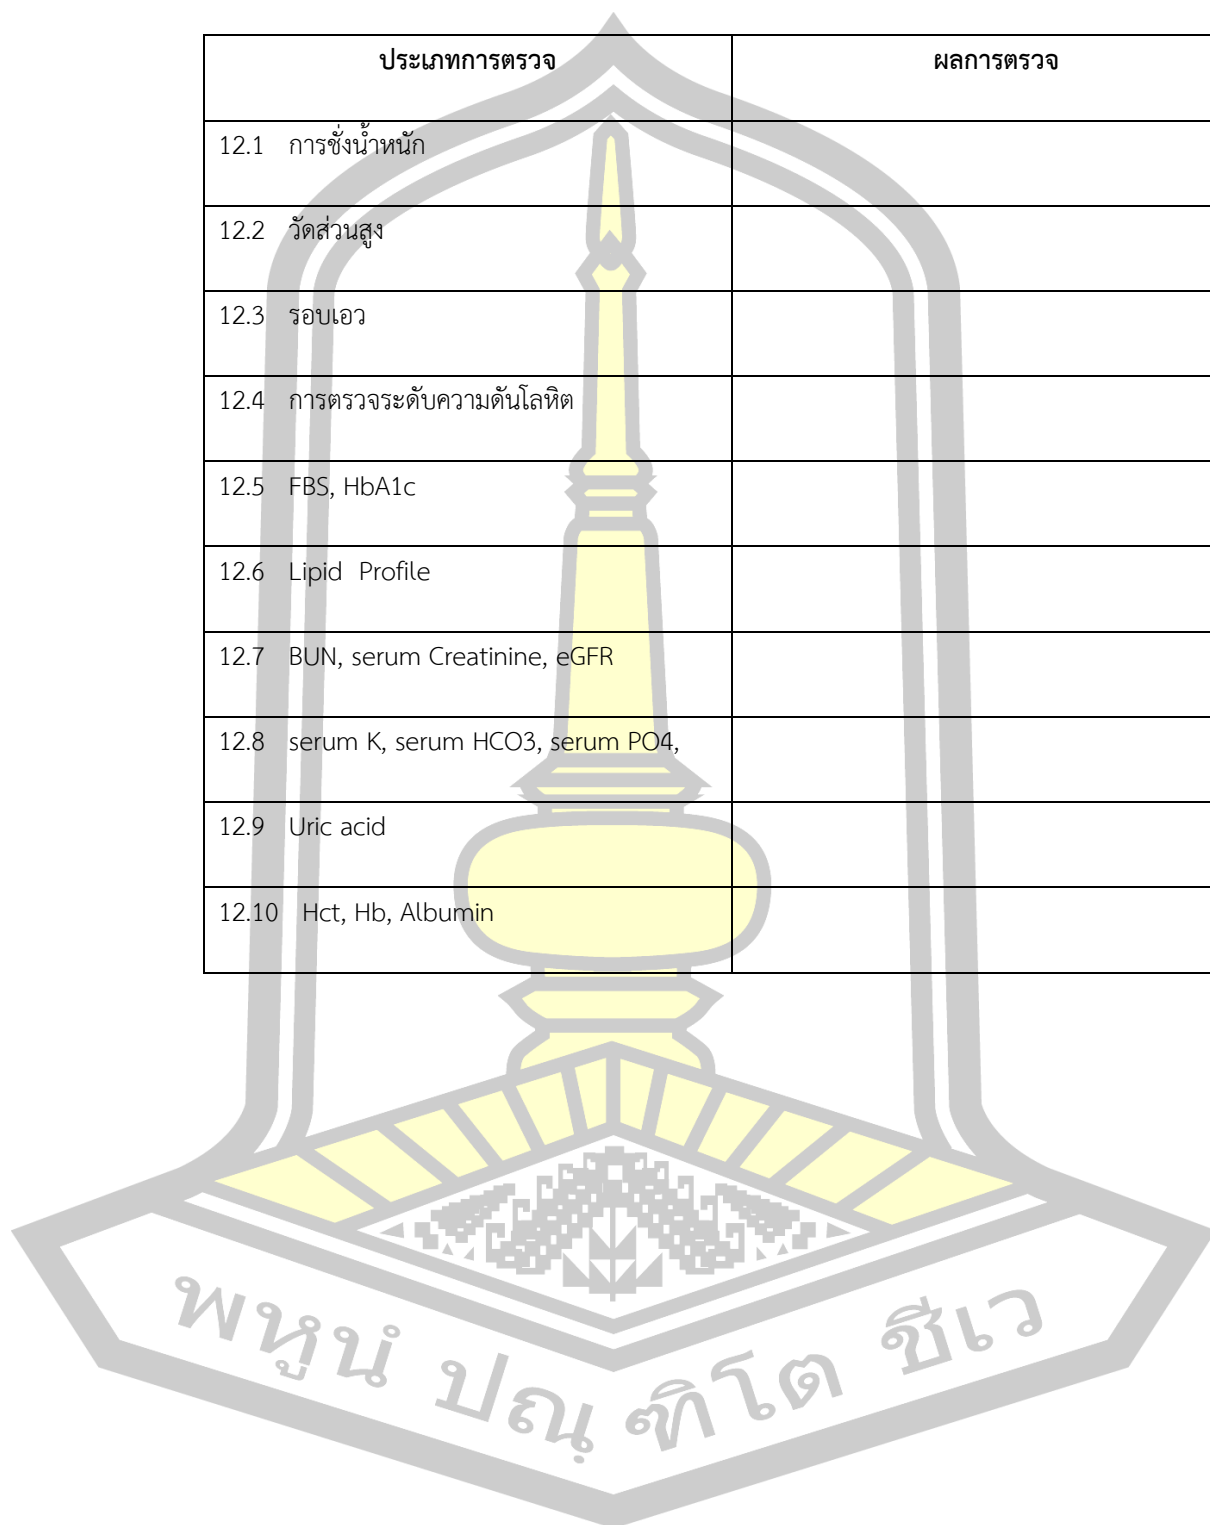 ประเภทการตรวจ ผลการตรวจ
12.1 การชั่งน้ำหนัก
12.2 วัดส่วนสูง
12.3 รอบเอว
12.4 การตรวจระดับความดันโลหิต
12.5 FBS, HbA1c
12.6 Lipid Profile
12.7 BUN, serum Creatinine, eGFR
12.8 serum K, serum HCO3, serum PO4,
12.9 Uric acid
12.10 Hct, Hb, Albumin
พหูนํ ปณฺฑิโต ชีเว